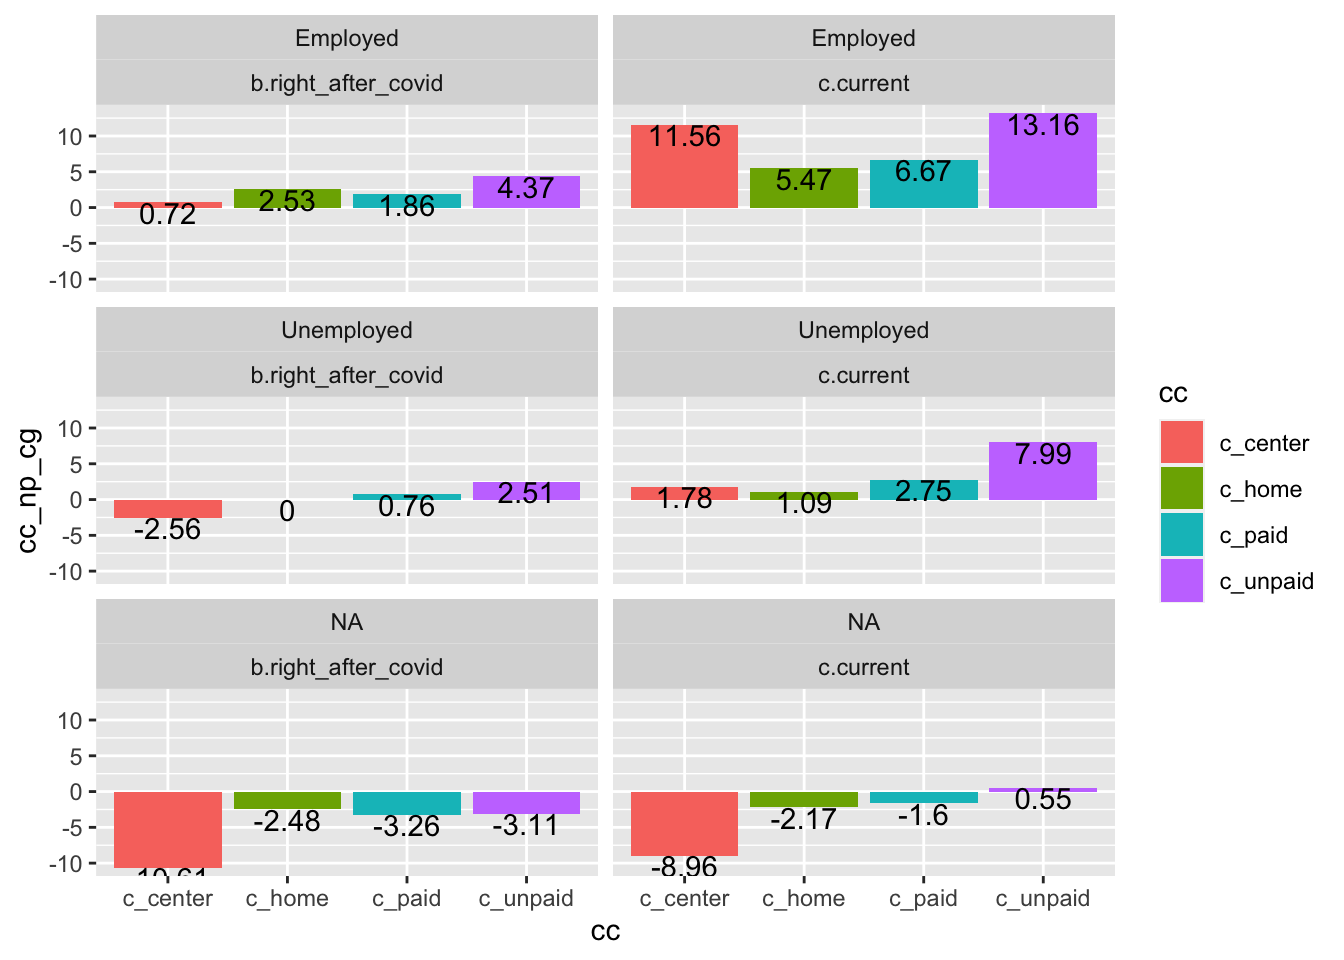 Employed
b.right_after_covid
Employed
c.current
10
5
0
-5
-10
0.72
2.53
1.86
4.37
11.56
5.47
6.67
13.16
Unemployed
b.right_after_covid
Unemployed
c.current
10
5
0
-5
-10
-2.56
0
0.76
2.51
1.78
1.09
2.75
7.99
NA
b.right_after_covid
NA
c.current
10
5
0
-5
-10
-2.48
-3.26
-3.11
-8.96
-2.17
-1.6
0.55
c_center c_home c_paid c_unpaid
c_center c_home c_paid c_unpaid
cc
cc_np_cg
cc
c_center
c_home
c_paid
c_unpaid